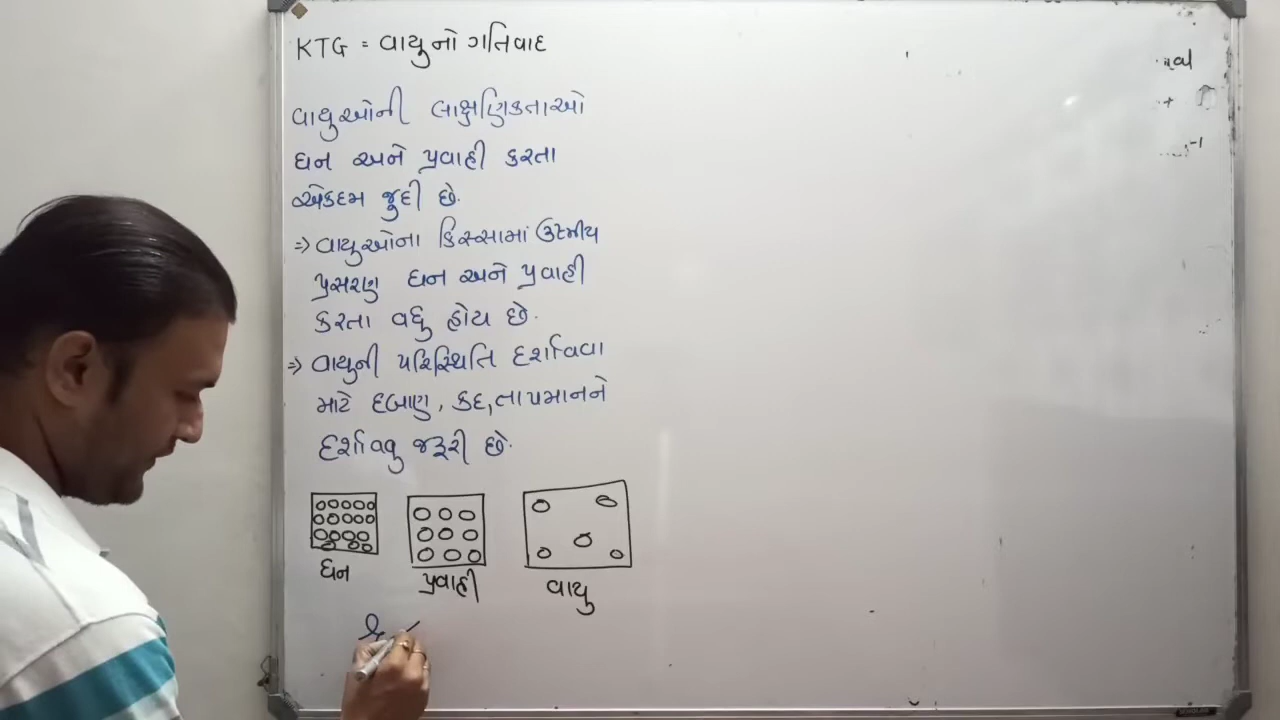 KTG = વાયુનો ગતિવાદ
વાયુઓની લાક્ષણિકતાઓ
ઘન અને પ્રવાહી કરતા
એકદમ જુદી છે.
=> વાયુઓના કિસ્સામાં ઉષ્મીય
પ્રસરણ ઘન અને પ્રવાહી
કરતા વધુ હોય છે.
=> વાયુની પરિસ્થિતિ દર્શાવવા
માટે દબાણ, કદ, તાપમાનને
દર્શાવવુ જરૂરી છે.
ઘન પ્રવાહી વાયુ